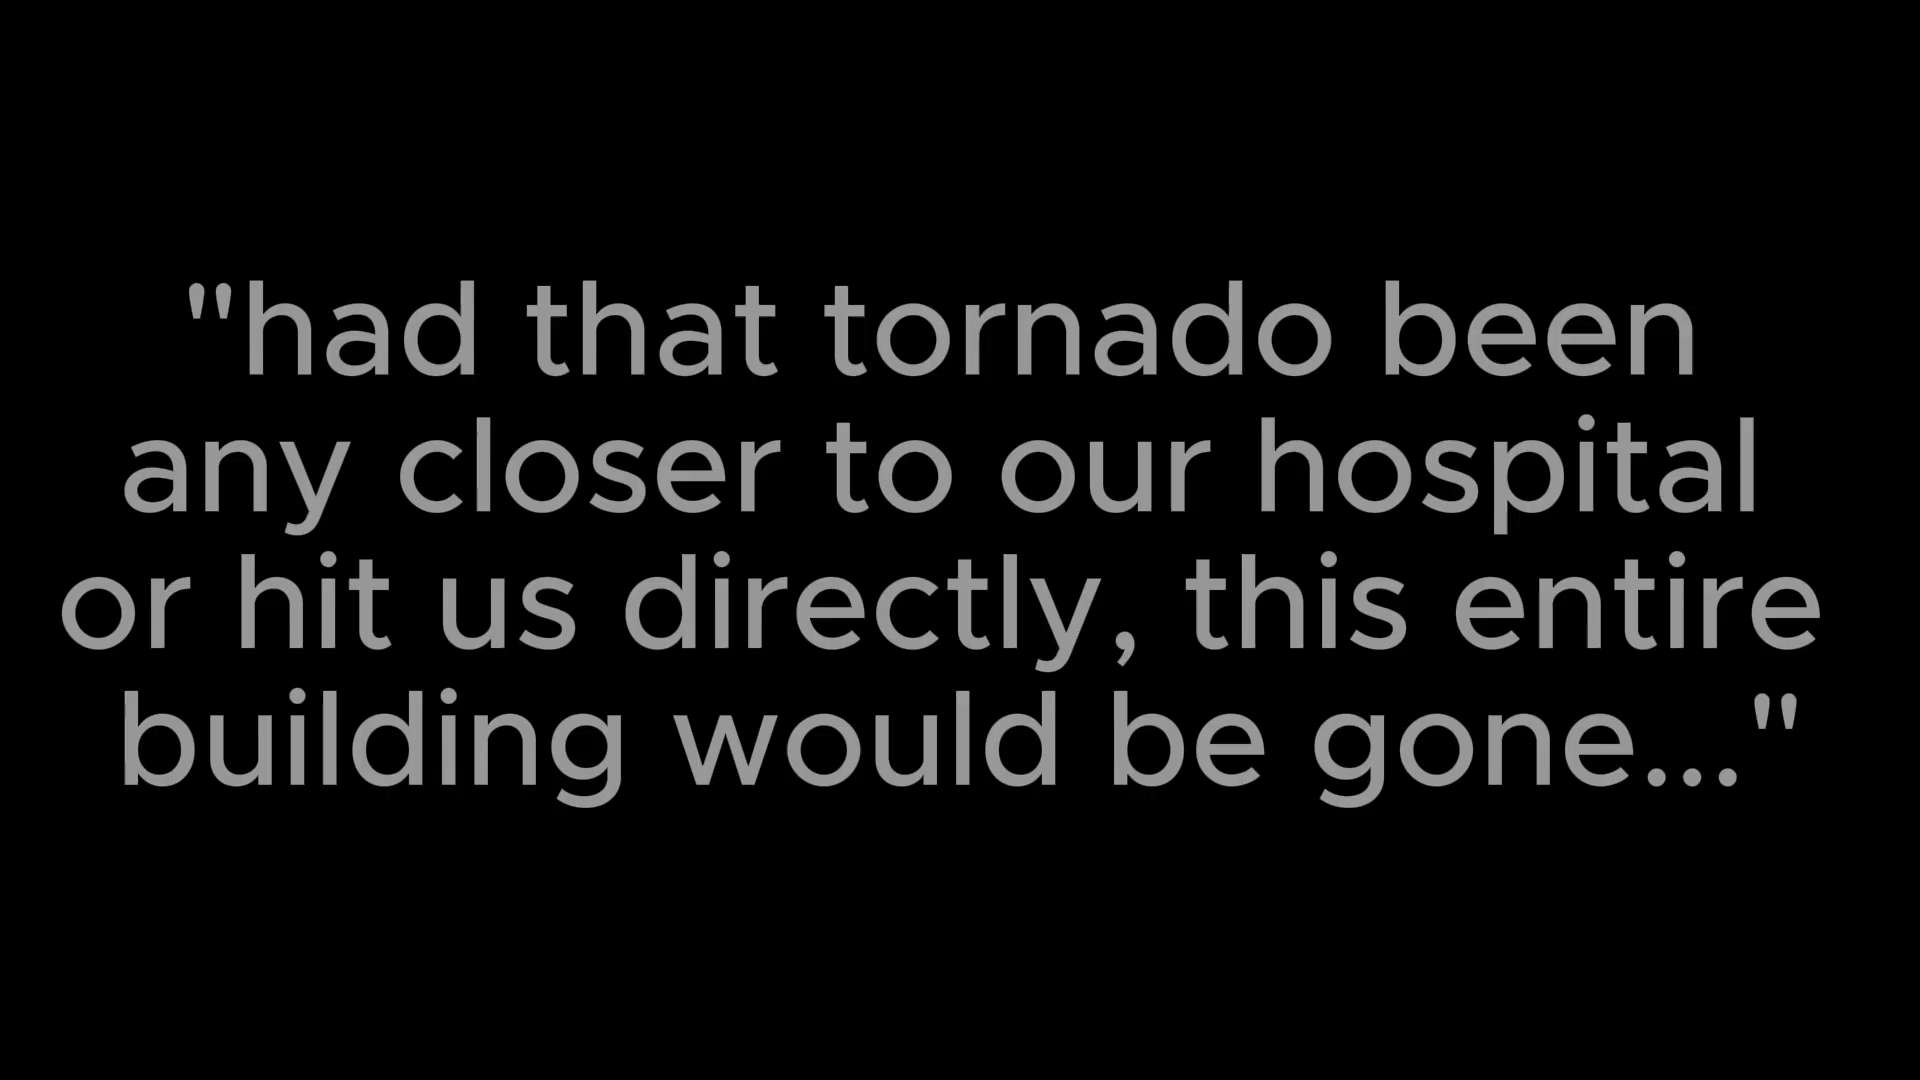 "had that tornado been
any closer to our hospital
or hit us directly, this entire
building would be gone..."